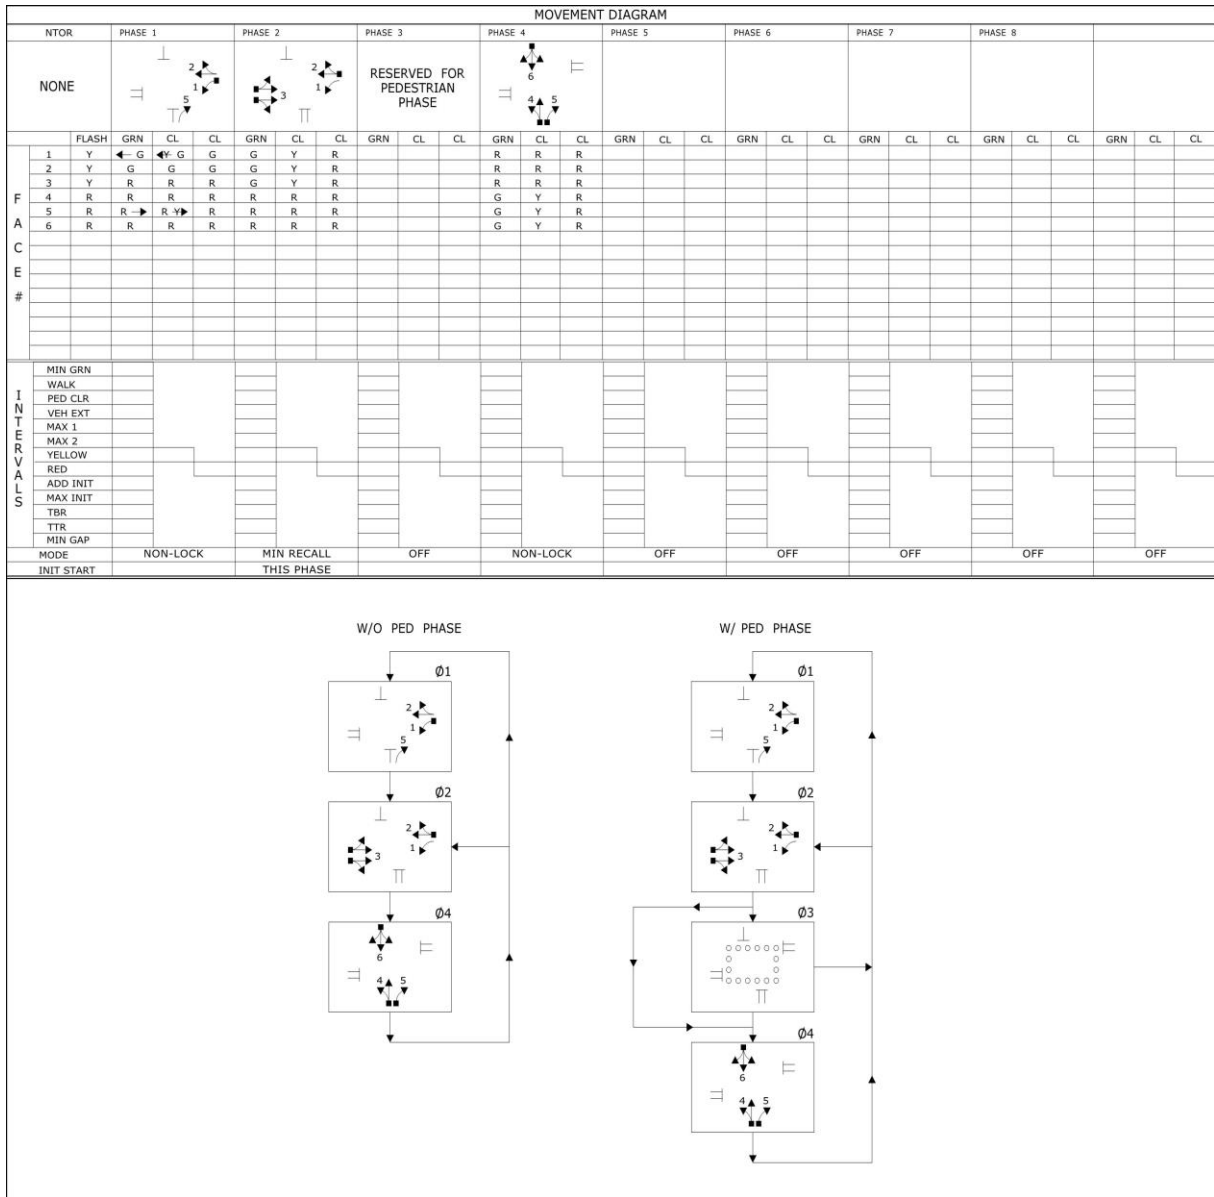 MOVEMENT DIAGRAM
NTOR PHASE 1 PHASE 2 PHASE 3 PHASE 4 PHASE 5 PHASE 6 PHASE 7 PHASE 8
NONE
2
1
5
2
1
3
RESERVED FOR
PEDESTRIAN
PHASE
6
4 5
FLASH GRN CL CL GRN CL CL GRN CL CL GRN CL CL GRN CL CL GRN CL CL GRN CL CL GRN CL CL GRN CL CL
FACE #
1 Y ← G ←Y G G G Y R R R R
2 Y G G G G Y R R R R
3 Y R R R G Y R R R R
4 R R R R R R R G Y R
5 R R → R Y→ R R R R G Y R
6 R R R R R R R G Y R
INTERVALS
MIN GRN
WALK
PED CLR
VEH EXT
MAX 1
MAX 2
YELLOW
RED
ADD INIT
MAX INIT
TBR
TTR
MIN GAP
MODE NON-LOCK MIN RECALL OFF NON-LOCK OFF OFF OFF OFF OFF
INIT START THIS PHASE
W/O PED PHASE
Ø1
2
1
5
Ø2
2
1
3
Ø4
6
4 5
W/ PED PHASE
Ø1
2
1
5
Ø2
2
1
3
Ø3
Ø4
6
4 5